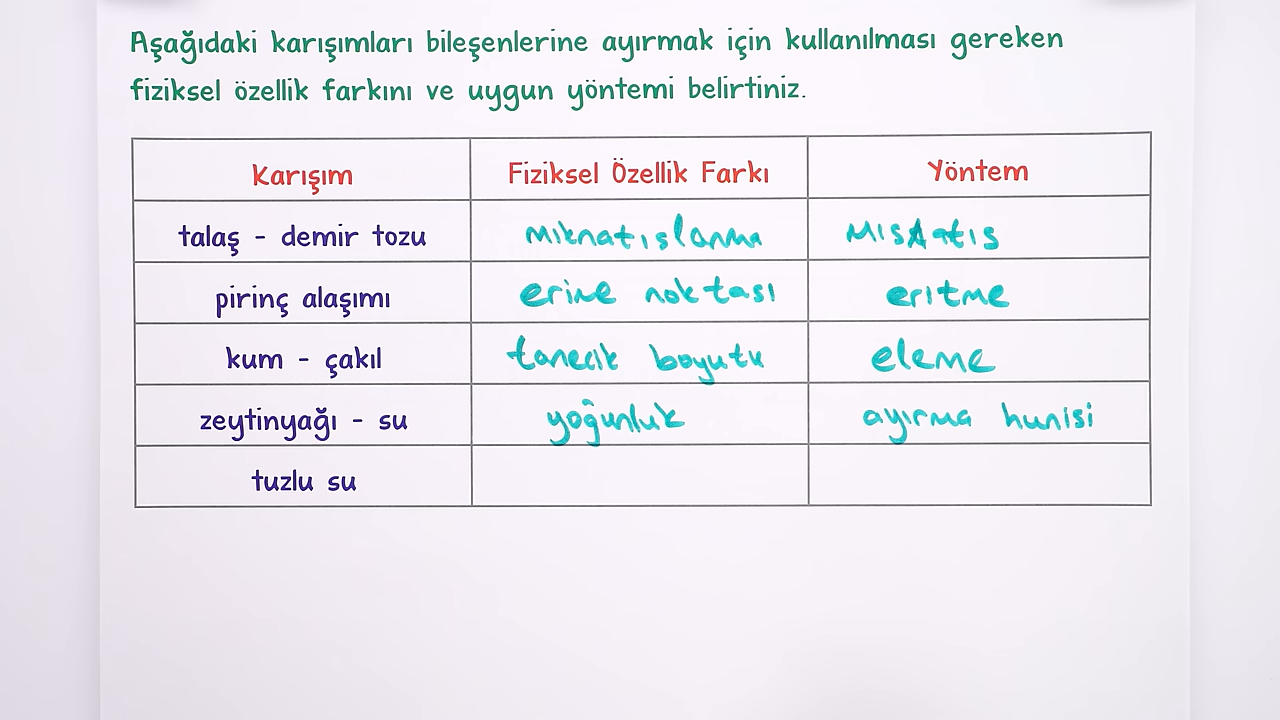 Aşağıdaki karışımları bileşenlerine ayırmak için kullanılması gereken
fiziksel özellik farkını ve uygun yöntemi belirtiniz.
Karışım Fiziksel Özellik Farkı Yöntem
talaş - demir tozu mıknatıslanma
pirinç alaşımı erime noktası eritme
kum - çakıl tanecik boyutu eleme
zeytinyağı - su yoğunluk ayırma hunisi
tuzlu su